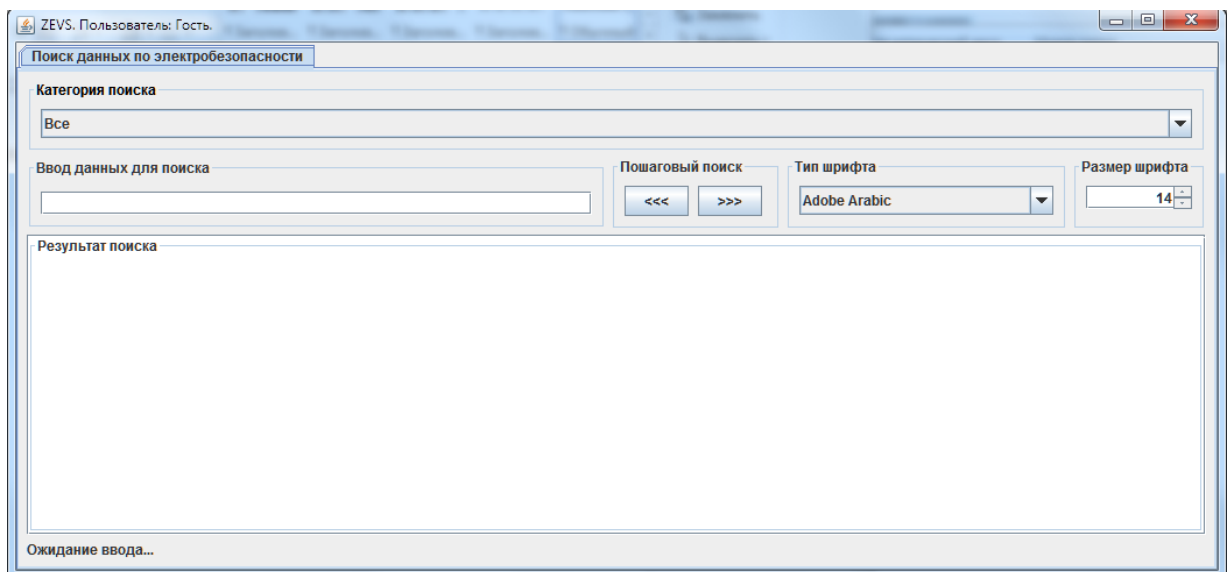 ZEVS. Пользователь: Гость.
Поиск данных по электробезопасности
Категория поиска
Все
Ввод данных для поиска
Пошаговый поиск
Тип шрифта
Размер шрифта
<<< >>>
Adobe Arabic
14
Результат поиска
Ожидание ввода...